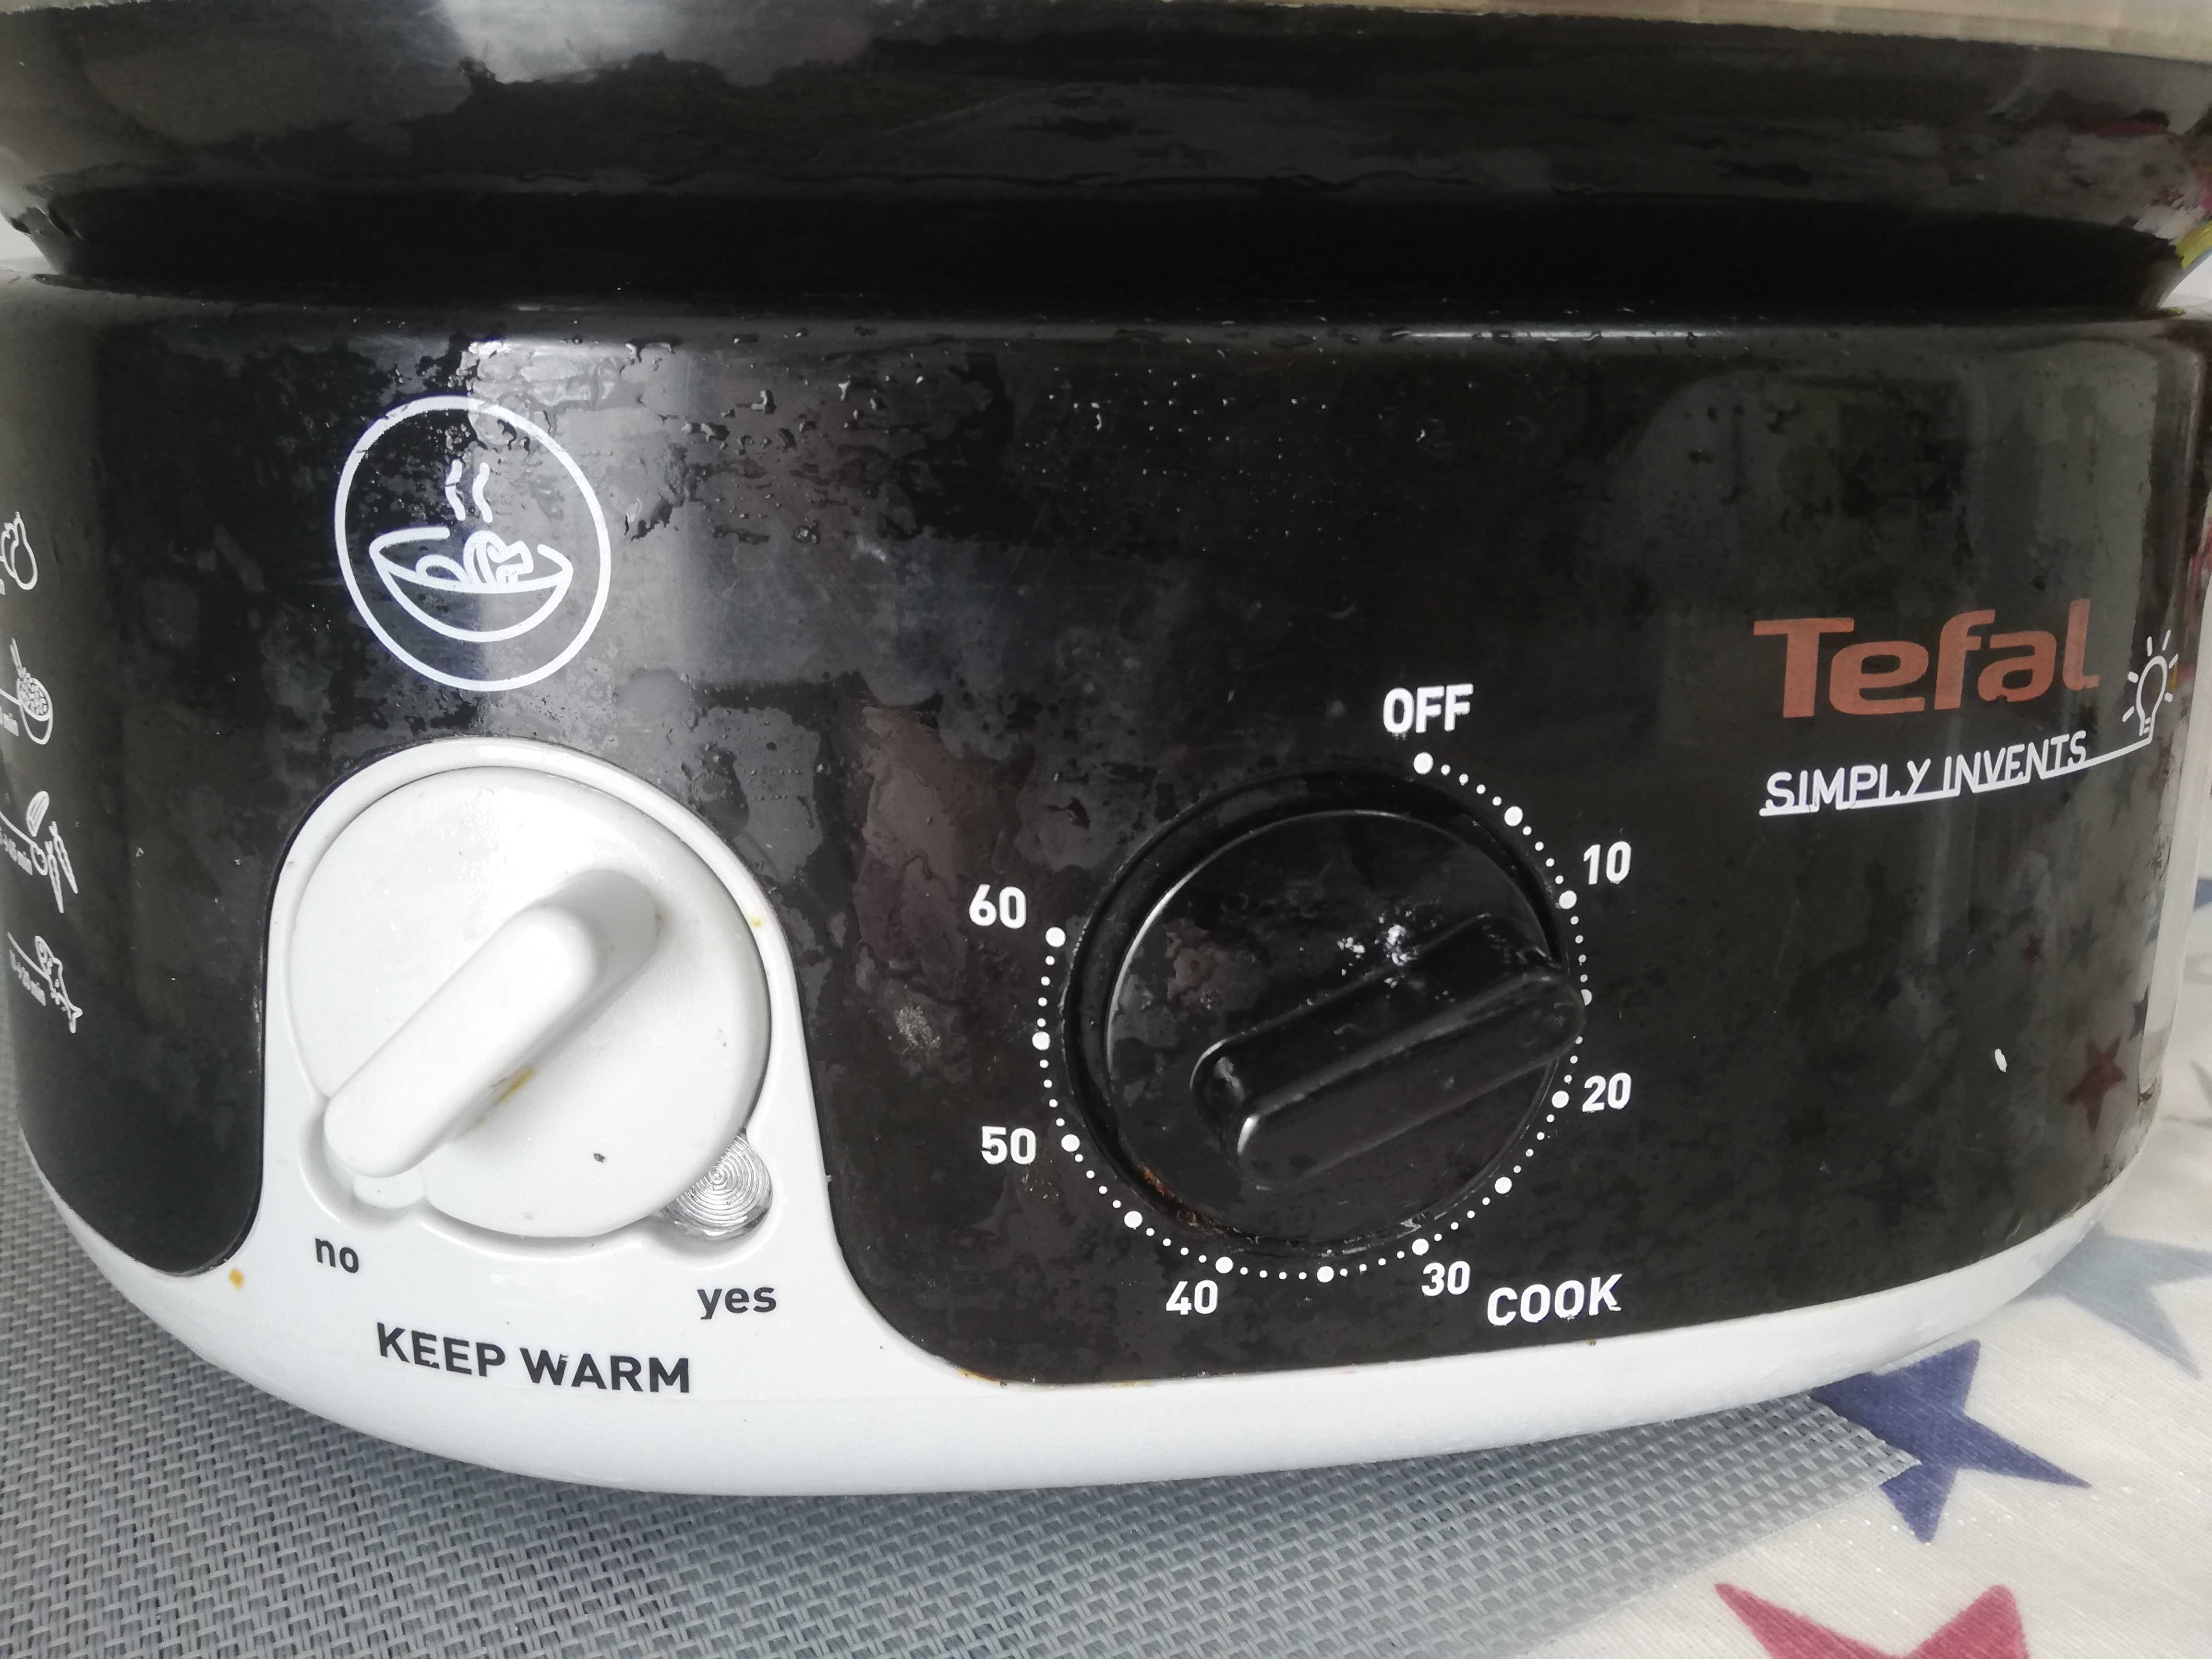 Tefal
SIMPLY INVENTS
OFF
10
20
30
40
50
60
COOK
no
yes
KEEP WARM